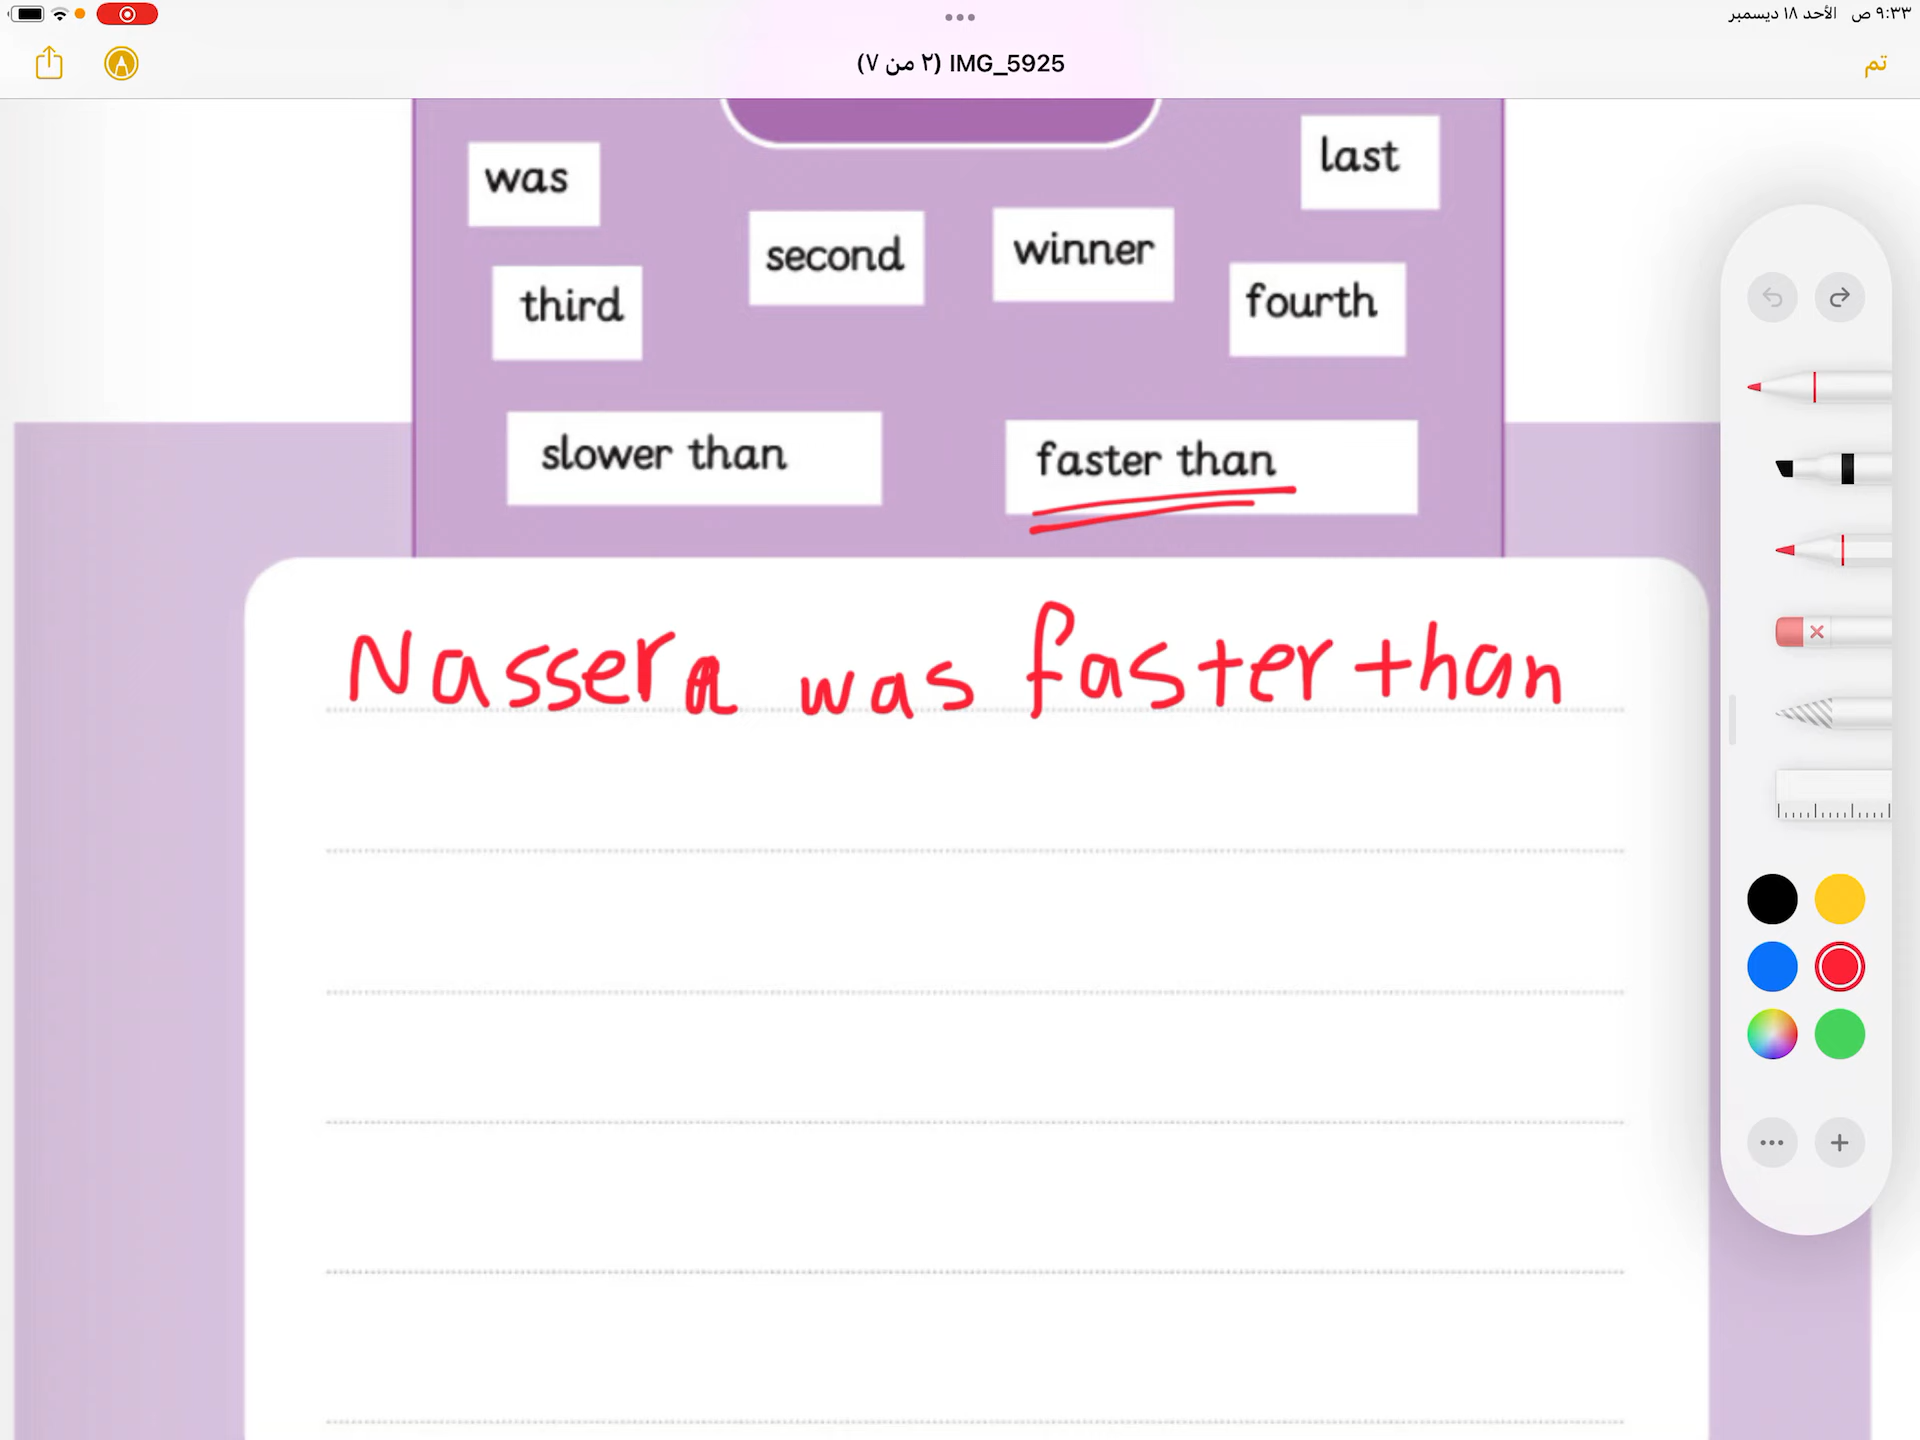 ٩:٣٣ ص الأحد ١٨ ديسمبر
IMG_5925 (٢ من ٧)
تم
was
last
second
winner
third
fourth
slower than
faster than
Nassera was faster than